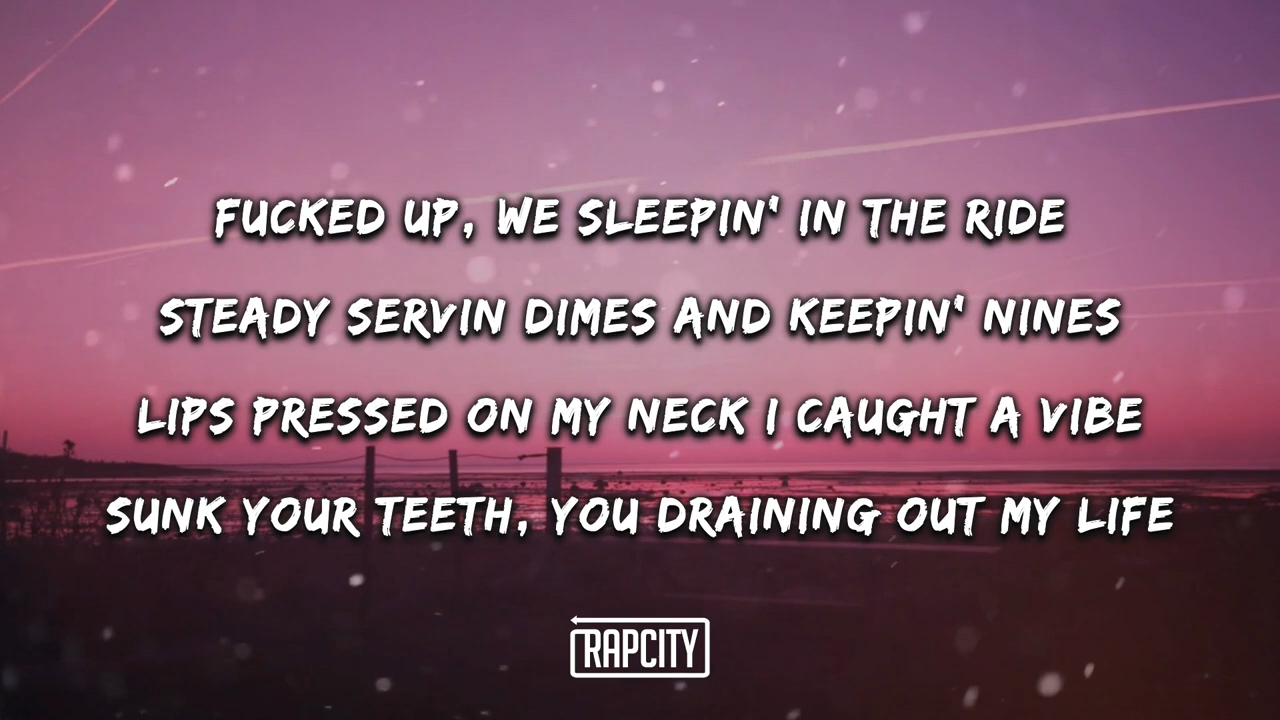 FUCKED UP, WE SLEEPIN' IN THE RIDE
STEADY SERVIN DIMES AND KEEPIN' NINES
LIPS PRESSED ON MY NECK I CAUGHT A VIBE
SUNK YOUR TEETH, YOU DRAINING OUT MY LIFE
RAPCITY